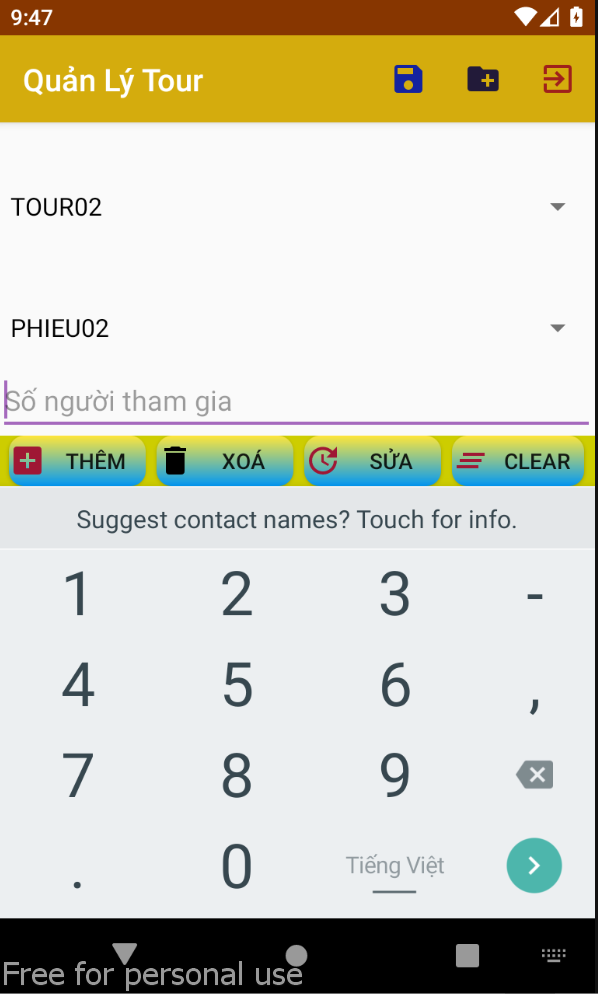 9:47
Quản Lý Tour
TOUR02
PHIEU02
Số người tham gia
THÊM XOÁ SỬA CLEAR
Suggest contact names? Touch for info.
1 2 3 -
4 5 6 ,
7 8 9
. 0 Tiếng Việt
Free for personal use